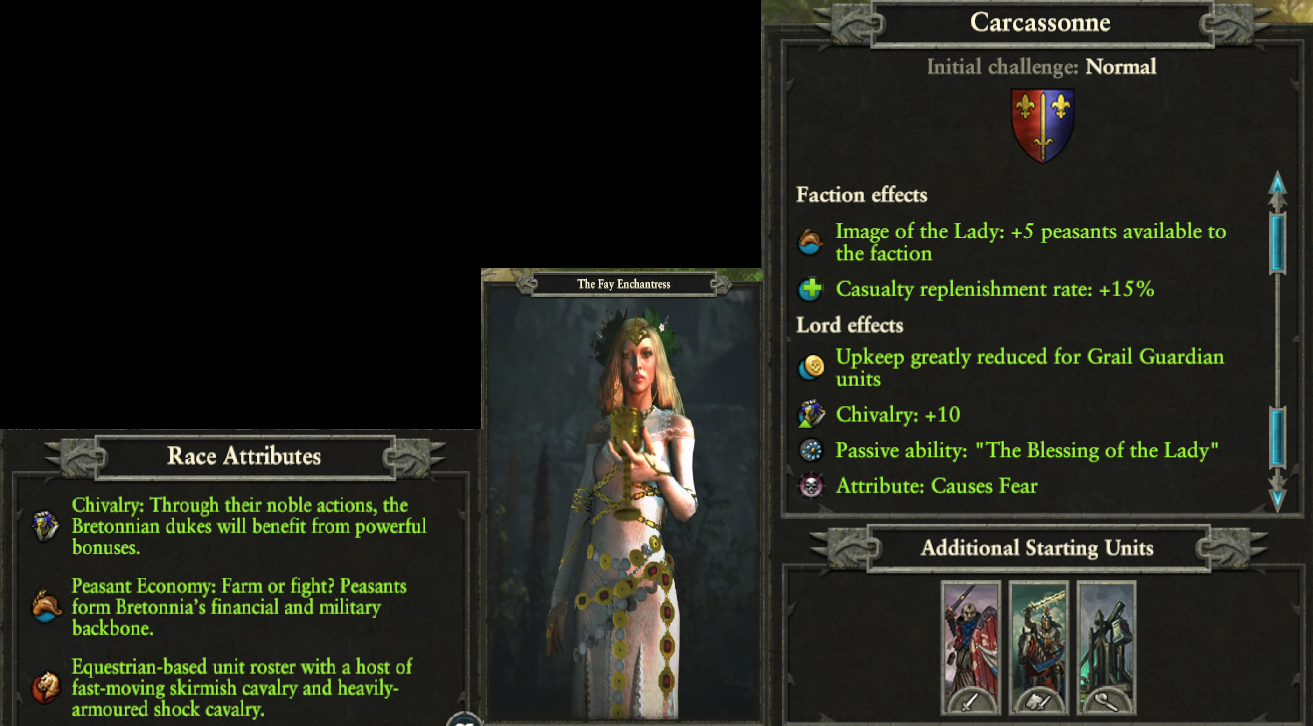 Race Attributes
Chivalry: Through their noble actions, the
Bretonnian dukes will benefit from powerful
bonuses.
Peasant Economy: Farm or fight? Peasants
form Bretonnia's financial and military
backbone.
Equestrian-based unit roster with a host of
fast-moving skirmish cavalry and heavily-
armoured shock cavalry.
The Fay Enchantress
Carcassonne
Initial challenge: Normal
Faction effects
Image of the Lady: +5 peasants available to
the faction
Casualty replenishment rate: +15%
Lord effects
Upkeep greatly reduced for Grail Guardian
units
Chivalry: +10
Passive ability: "The Blessing of the Lady"
Attribute: Causes Fear
Additional Starting Units